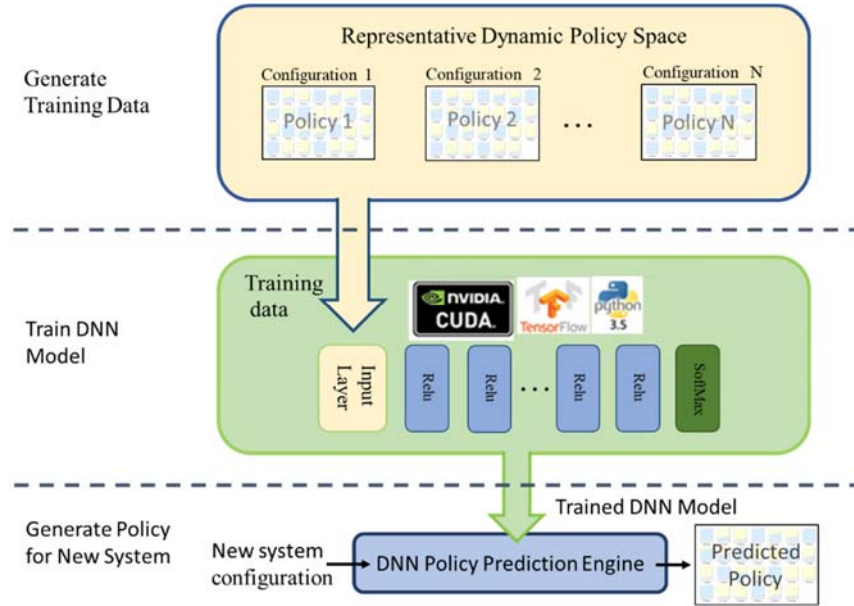 Representative Dynamic Policy Space
Generate
Training Data
Configuration 1
Configuration 2
Configuration N
Policy 1
Policy 2
...
Policy N
Training
data
NVIDIA.
CUDA.
TensorFlow
python
3.5
Train DNN
Model
Input
Layer
Relu
Relu
...
Relu
Relu
SoftMax
Trained DNN Model
Generate Policy
for New System
New system
configuration
DNN Policy Prediction Engine
Predicted
Policy